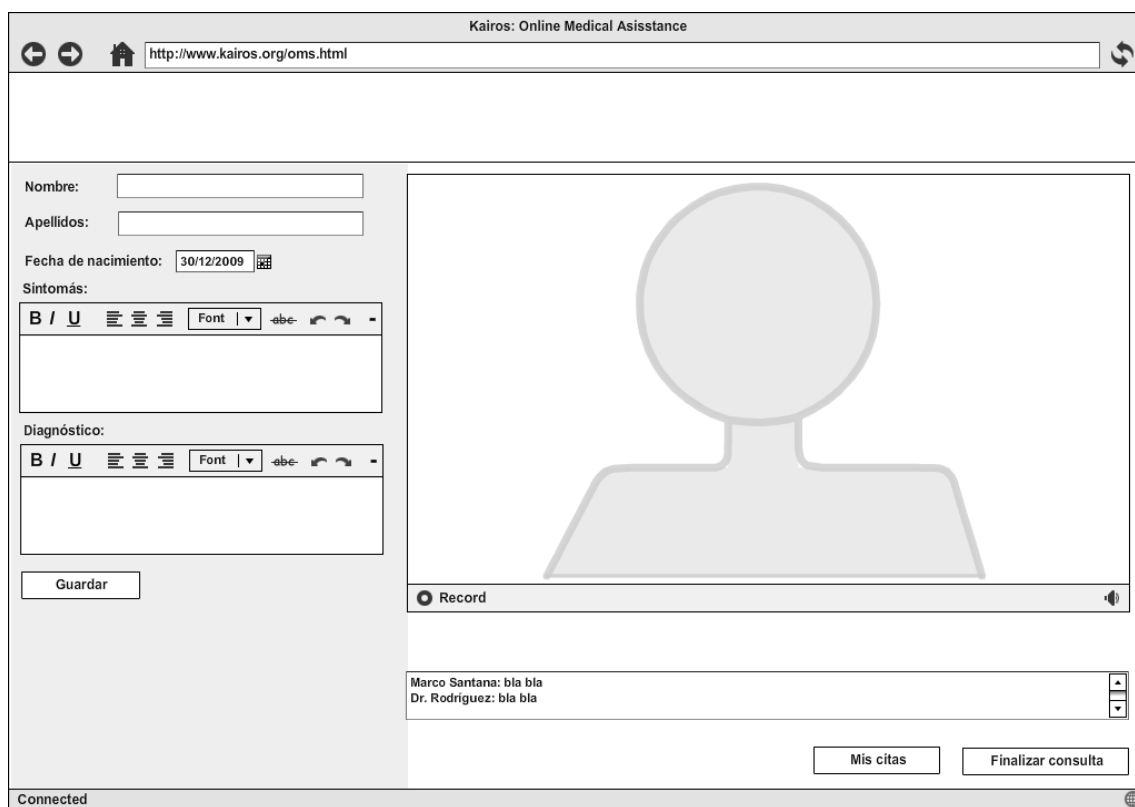 Kairos: Online Medical Asisstance
http://www.kairos.org/oms.html
Nombre:
Apellidos:
Fecha de nacimiento: 30/12/2009
Sintomás:
B I U Font abc
Diagnóstico:
B I U Font abc
Guardar
Record
Marco Santana: bla bla
Dr. Rodríguez: bla bla
Mis citas Finalizar consulta
Connected